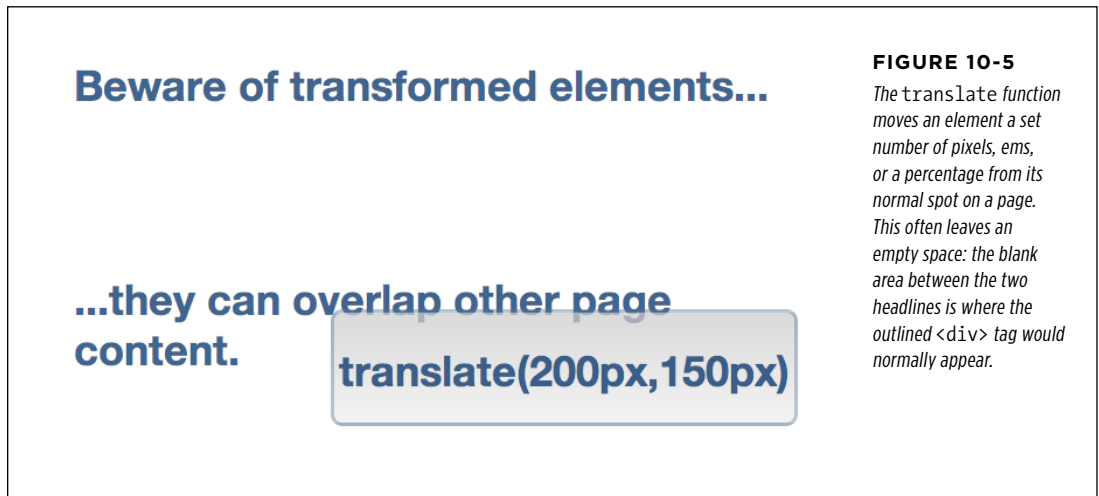 Beware of transformed elements...
...they can overlap other page
content.
translate(200px,150px)
FIGURE 10-5
The translate function
moves an element a set
number of pixels, ems,
or a percentage from its
normal spot on a page.
This often leaves an
empty space: the blank
area between the two
headlines is where the
outlined <div> tag would
normally appear.